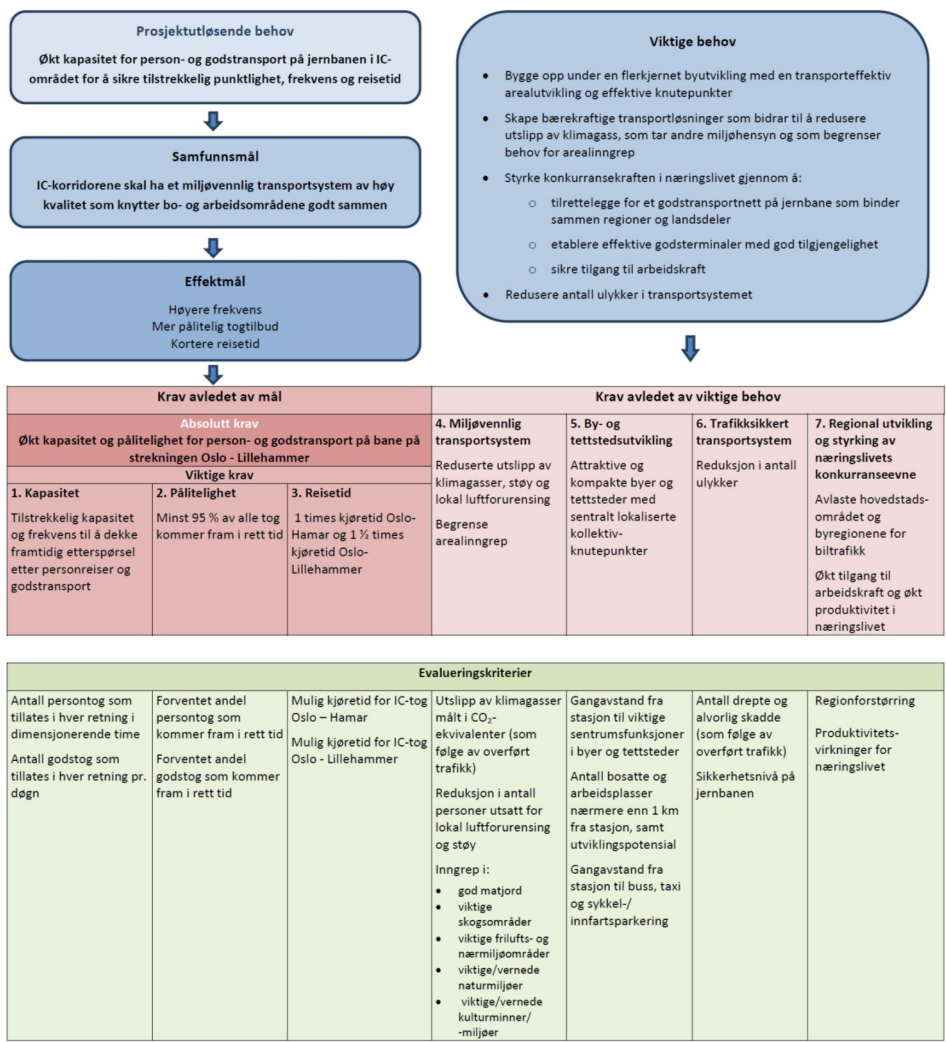 Prosjektutløsende behov
Økt kapasitet for person- og godstransport på jernbanen i IC-
området for å sikre tilstrekkelig punktlighet, frekvens og reisetid
Samfunnsmål
IC-korridorene skal ha et miljøvennlig transportsystem av høy
kvalitet som knytter bo- og arbeidsområdene godt sammen
Effektmål
Høyere frekvens
Mer pålitelig togtilbud
Kortere reisetid
Viktige behov
• Bygge opp under en flerkjernet byutvikling med en transporteffektiv
arealutvikling og effektive knutepunkter
• Skape bærekraftige transportløsninger som bidrar til å redusere
utslipp av klimagass, som tar andre miljøhensyn og som begrenser
behov for arealinngrep
• Styrke konkurransekraften i næringslivet gjennom å:
o tilrettelegge for et godstransportnett på jernbane som binder
sammen regioner og landsdeler
o etablere effektive godsterminaler med god tilgjengelighet
o sikre tilgang til arbeidskraft
• Redusere antall ulykker i transportsystemet
Krav avledet av mål
Absolutt krav
Økt kapasitet og pålitelighet for person- og godstransport på bane på
strekningen Oslo - Lillehammer
Viktige krav
1. Kapasitet
Tilstrekkelig kapasitet
og frekvens til å dekke
framtidig etterspørsel
etter personreiser og
godstransport
2. Pålitelighet
Minst 95 % av alle tog
kommer fram i rett tid
3. Reisetid
1 times kjøretid Oslo-
Hamar og 1 ½ times
kjøretid Oslo-
Lillehammer
Krav avledet av viktige behov
4. Miljøvennlig
transportsystem
Reduserte utslipp av
klimagasser, støy og
lokal luftforurensing
Begrense
arealinngrep
5. By- og
tettstedsutvikling
Attraktive og
kompakte byer og
tettsteder med
sentralt lokaliserte
kollektiv-
knutepunkter
6. Trafikksikkert
transportsystem
Reduksjon i antall
ulykker
7. Regional utvikling
og styrking av
næringslivets
konkurranseevne
Avlaste hovedstads-
området og
byregionene for
biltrafikk
Økt tilgang til
arbeidskraft og økt
produktivitet i
næringslivet
Evalueringskriterier
Antall persontog som
tillates i hver retning i
dimensjonerende time
Antall godstog som
tillates i hver retning pr.
døgn
Forventet andel
persontog som
kommer fram i rett tid
Forventet andel
godstog som kommer
fram i rett tid
Mulig kjøretid for IC-tog
Oslo – Hamar
Mulig kjøretid for IC-tog
Oslo - Lillehammer
Utslipp av klimagasser
målt i CO₂-
ekvivalenter (som
følge av overført
trafikk)
Reduksjon i antall
personer utsatt for
lokal luftforurensing
og støy
Inngrep i:
• god matjord
• viktige
skogsområder
• viktige frilufts- og
nærmiljøområder
• viktige/vernede
naturmiljøer
• viktige/vernede
kulturminner/
-miljøer
Gangavstand fra
stasjon til viktige
sentrumsfunksjoner
i byer og tettsteder
Antall bosatte og
arbeidsplasser
nærmere enn 1 km
fra stasjon, samt
utviklingspotensial
Gangavstand fra
stasjon til buss, taxi
og sykkel-/
innfartsparkering
Antall drepte og
alvorlig skadde
(som følge av
overført trafikk)
Sikkerhetsnivå på
jernbanen
Regionforstørring
Produktivitets-
virkninger for
næringslivet